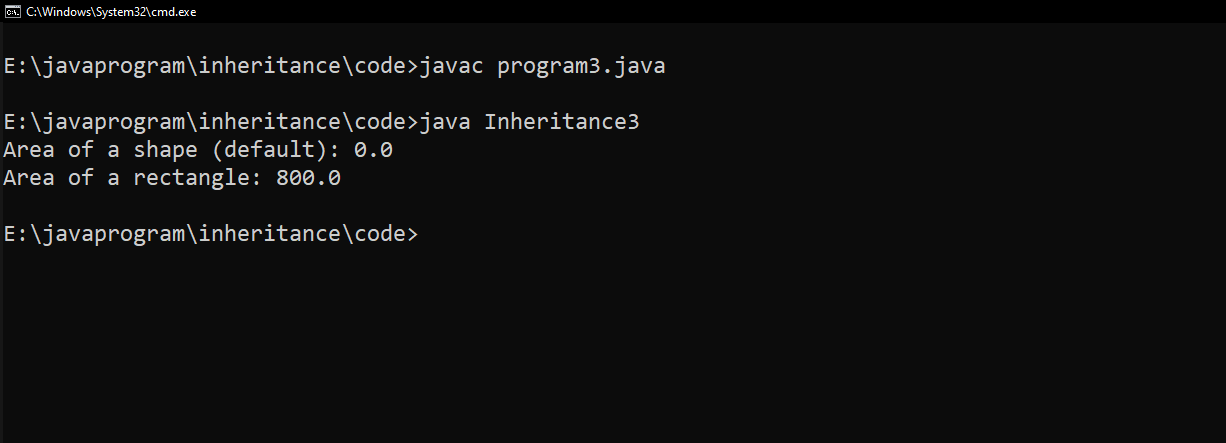 C:\Windows\System32\cmd.exe
E:\javaprogram\inheritance\code>javac program3.java
E:\javaprogram\inheritance\code>java Inheritance3
Area of a shape (default): 0.0
Area of a rectangle: 800.0
E:\javaprogram\inheritance\code>